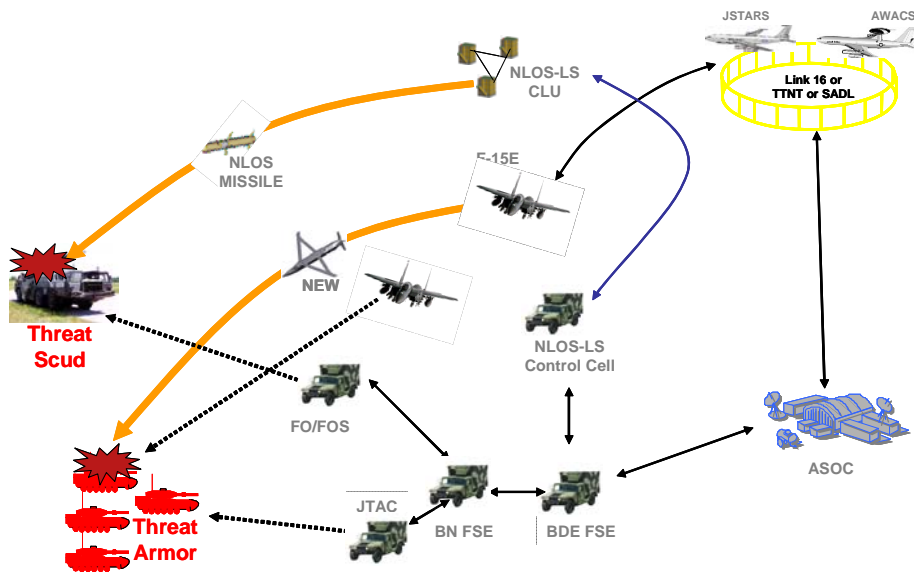 JSTARS
AWACS
Link 16 or
TTNT or SADL
NLOS-LS
CLU
NLOS
MISSILE
F-15E
NEW
Threat
Scud
NLOS-LS
Control Cell
FO/FOS
ASOC
JTAC
BN FSE
BDE FSE
Threat
Armor